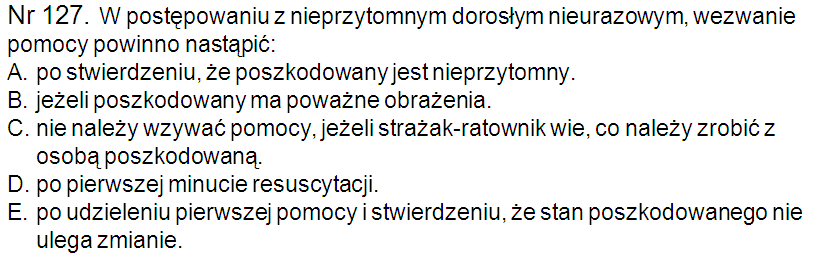 Nr 127. W postępowaniu z nieprzytomnym dorosłym nieurazowym, wezwanie
pomocy powinno nastąpić:
A. po stwierdzeniu, że poszkodowany jest nieprzytomny.
B. jeżeli poszkodowany ma poważne obrażenia.
C. nie należy wzywać pomocy, jeżeli strażak-ratownik wie, co należy zrobić z
osobą poszkodowaną.
D. po pierwszej minucie resuscytacji.
E. po udzieleniu pierwszej pomocy i stwierdzeniu, że stan poszkodowanego nie
ulega zmianie.